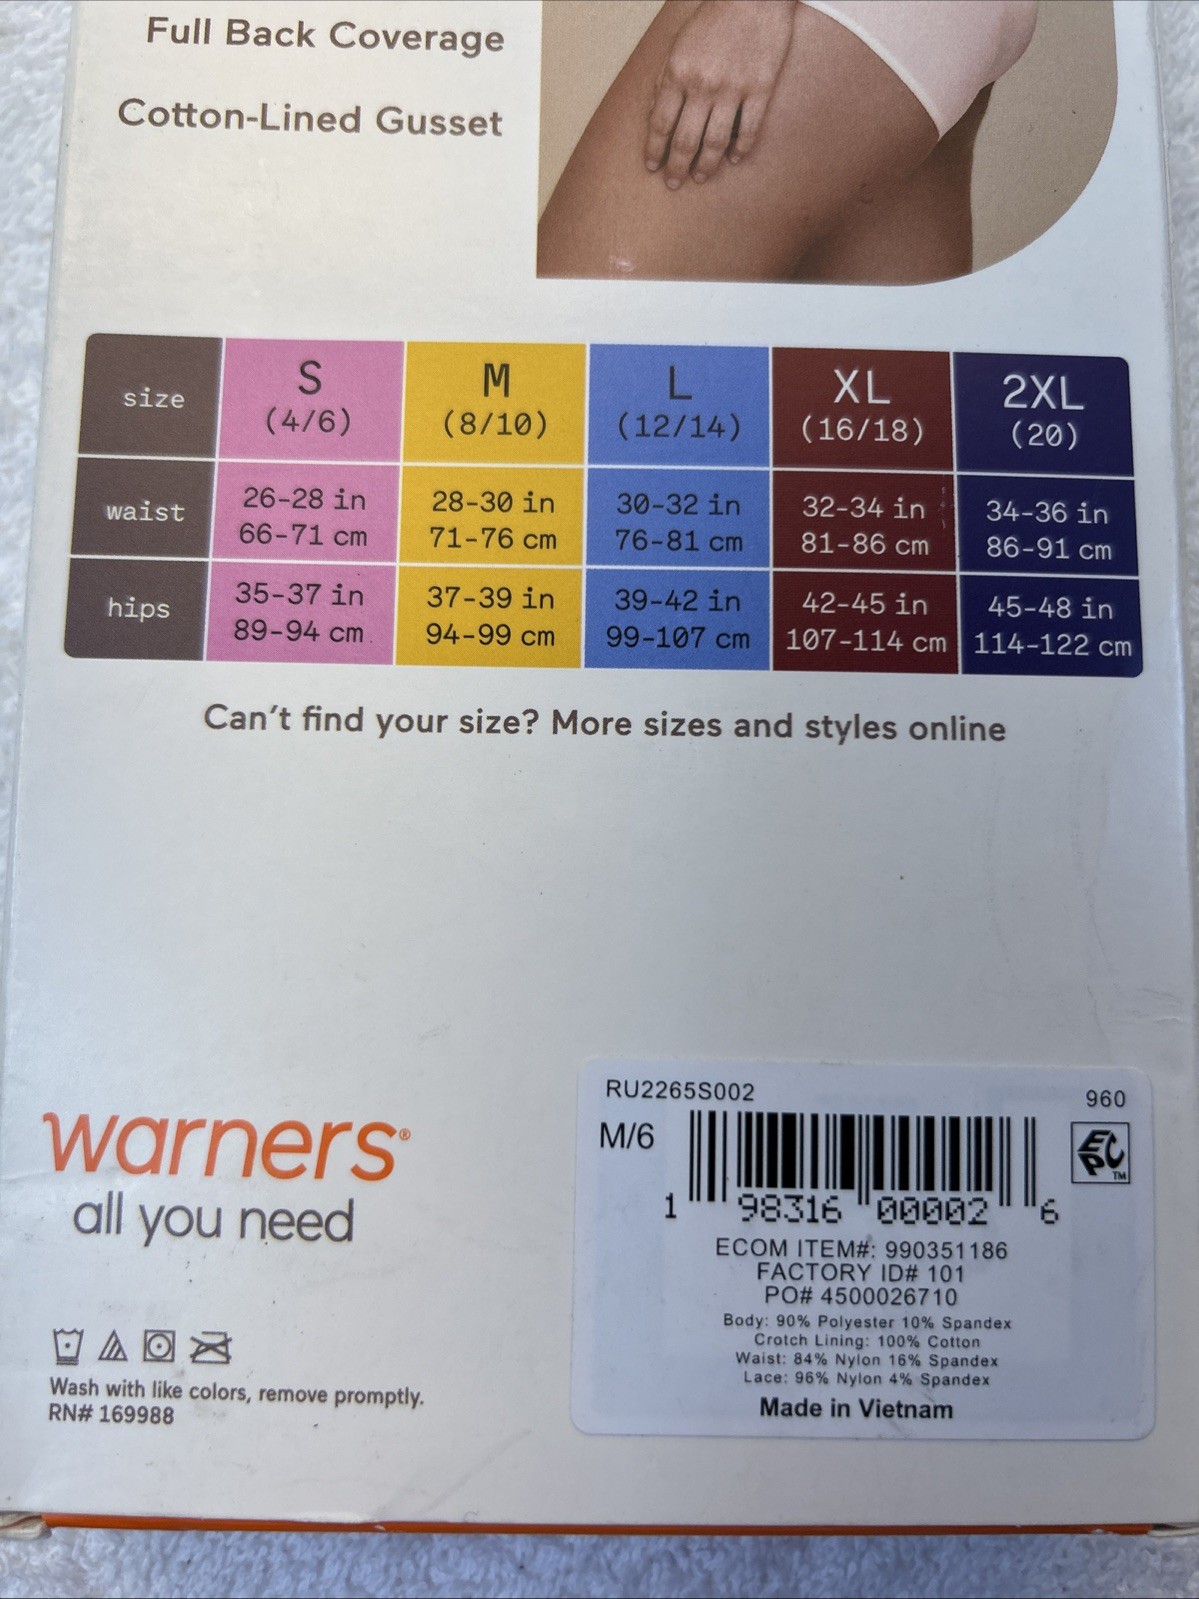 Full Back Coverage
Cotton-Lined Gusset
size S M L XL 2XL
(4/6) (8/10) (12/14) (16/18) (20)
waist 26-28 in 28-30 in 30-32 in 32-34 in 34-36 in
66-71 cm 71-76 cm 76-81 cm 81-86 cm 86-91 cm
hips 35-37 in 37-39 in 39-42 in 42-45 in 45-48 in
89-94 cm 94-99 cm 99-107 cm 107-114 cm 114-122 cm
Can't find your size? More sizes and styles online
warners®
all you need
Wash with like colors, remove promptly.
RN# 169988
RU2265S002
960
M/6
EPC™
1 98316 00002 6
ECOM ITEM#: 990351186
FACTORY ID# 101
PO# 4500026710
Body: 90% Polyester 10% Spandex
Crotch Lining: 100% Cotton
Waist: 84% Nylon 16% Spandex
Lace: 96% Nylon 4% Spandex
Made in Vietnam